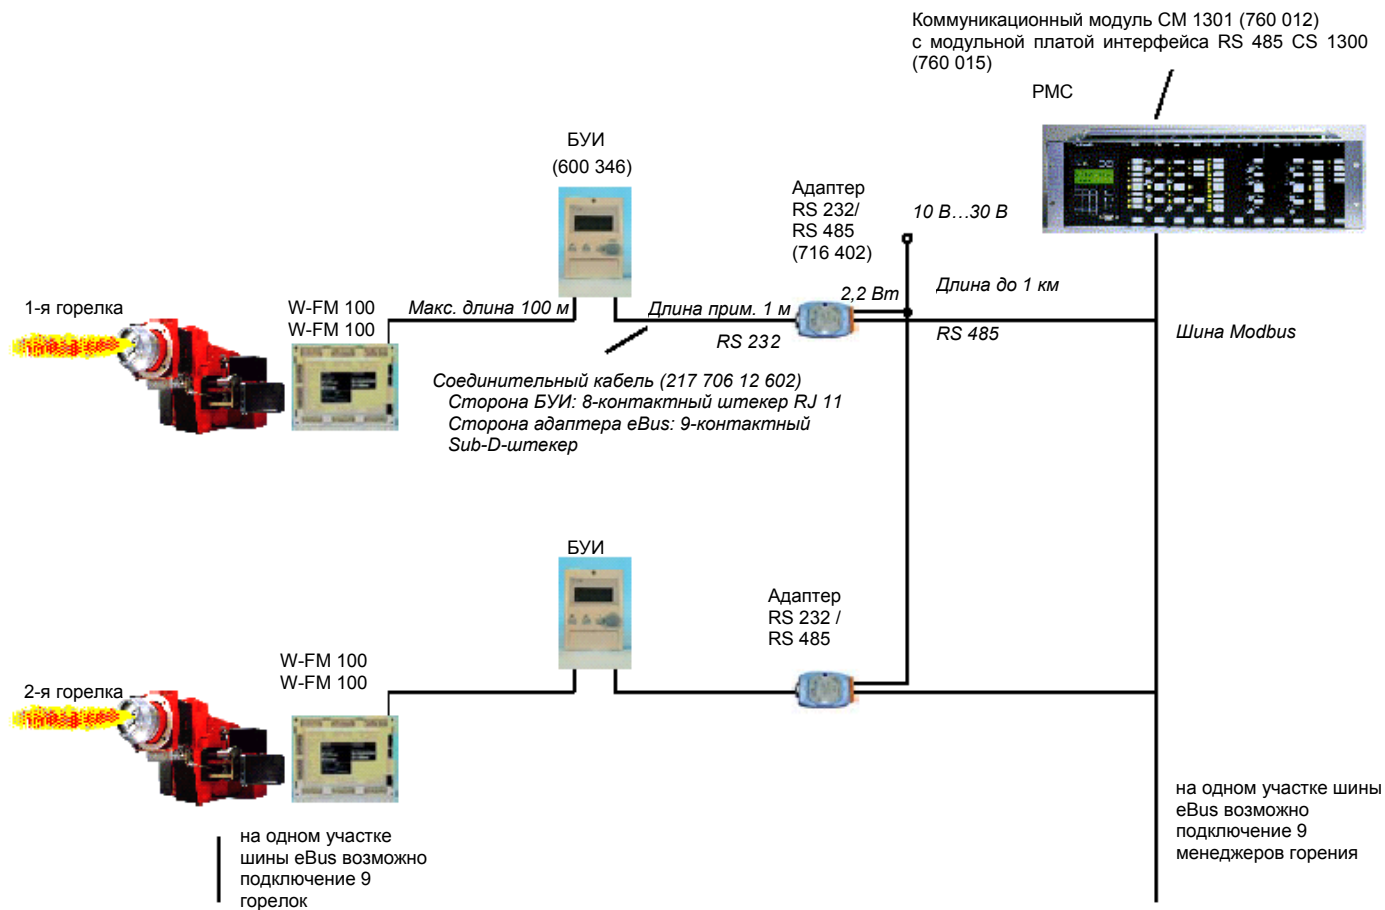 Коммуникационный модуль CM 1301 (760 012)
с модульной платой интерфейса RS 485 CS 1300
(760 015)
РМС
БУИ
(600 346)
Адаптер
RS 232/
RS 485
(716 402)
10 В...30 В
1-я горелка
W-FM 100
W-FM 100
Макс. длина 100 м
Длина прим. 1 м
RS 232
2,2 Вт
Длина до 1 км
RS 485
Шина Modbus
Соединительный кабель (217 706 12 602)
Сторона БУИ: 8-контактный штекер RJ 11
Сторона адаптера eBus: 9-контактный
Sub-D-штекер
БУИ
Адаптер
RS 232 /
RS 485
2-я горелка
W-FM 100
W-FM 100
на одном участке
шины eBus возможно
подключение 9
горелок
на одном участке шины
eBus возможно
подключение 9
менеджеров горения